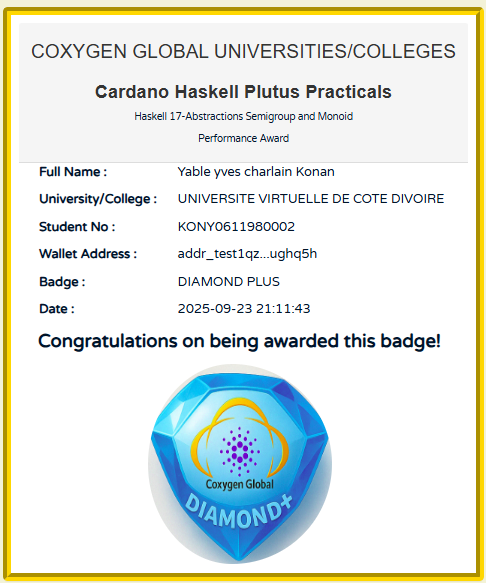 COXYGEN GLOBAL UNIVERSITIES/COLLEGES
Cardano Haskell Plutus Practicals
Haskell 17-Abstractions Semigroup and Monoid
Performance Award
Full Name : Yable yves charlain Konan
University/College : UNIVERSITE VIRTUELLE DE COTE DIVOIRE
Student No : KONY0611980002
Wallet Address : addr_test1qz...ughq5h
Badge : DIAMOND PLUS
Date : 2025-09-23 21:11:43
Congratulations on being awarded this badge!
Coxygen Global
DIAMOND+